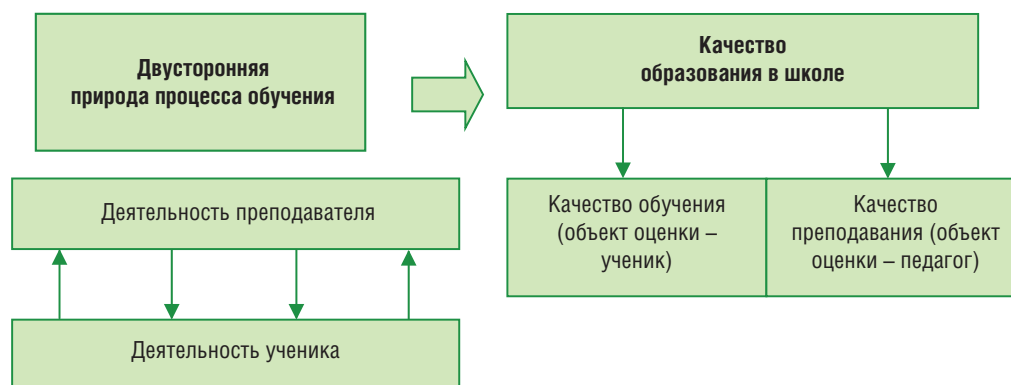 Двусторонняя
природа процесса обучения
Качество
образования в школе
Деятельность преподавателя
Деятельность ученика
Качество обучения
(объект оценки –
ученик)
Качество
преподавания (объект
оценки – педагог)